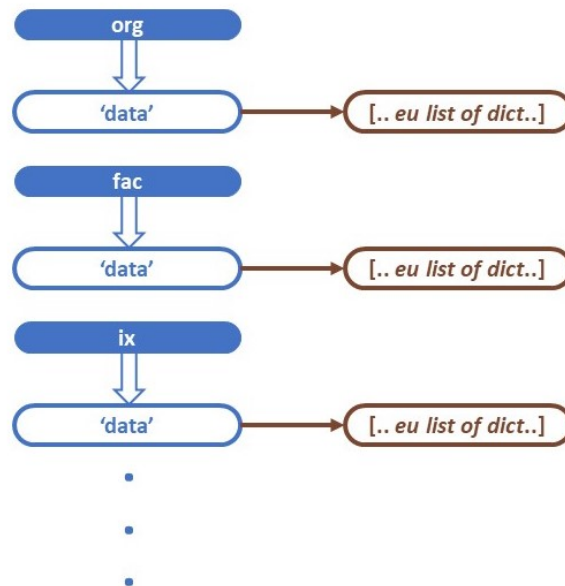 org
‘data’
[.. eu list of dict..]
fac
‘data’
[.. eu list of dict..]
ix
‘data’
[.. eu list of dict..]